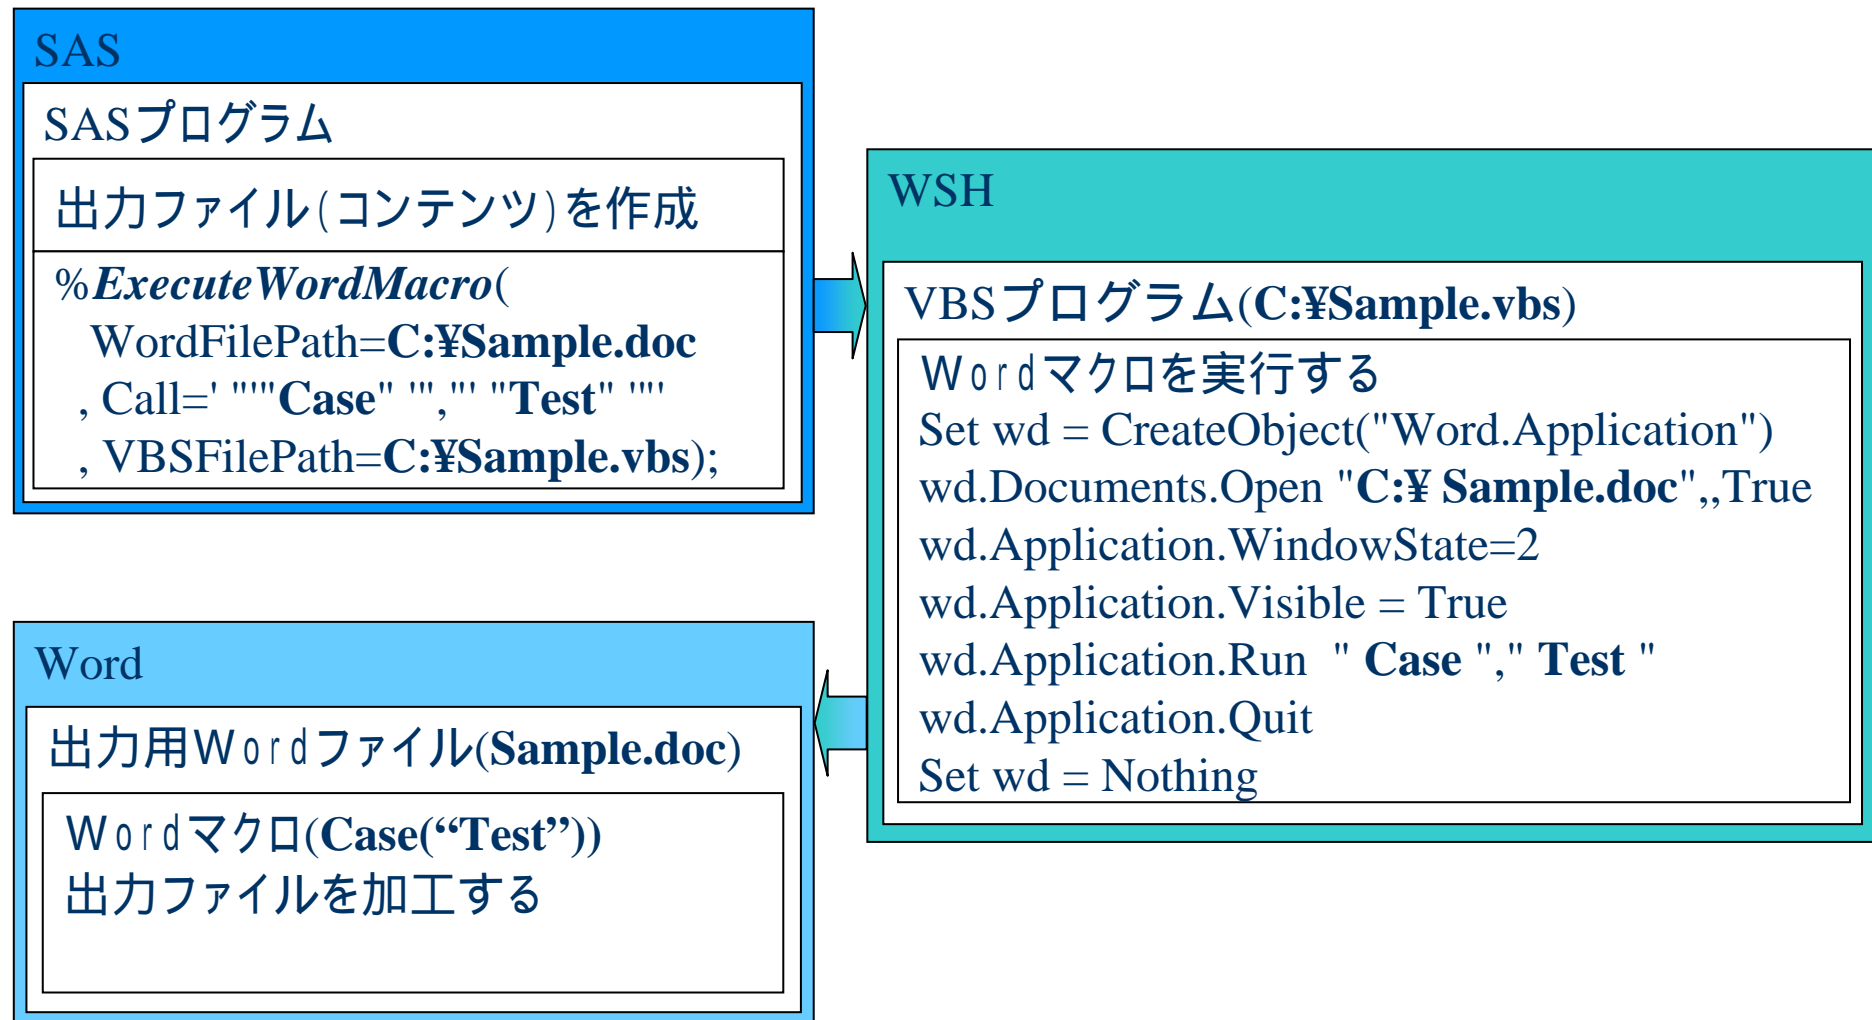 SAS
SASプログラム
出力ファイル(コンテンツ)を作成
%ExecuteWordMacro(
WordFilePath=C:¥Sample.doc
, Call=' "'"Case" '","' "Test" '"'
, VBSFilePath=C:¥Sample.vbs);
WSH
VBSプログラム(C:¥Sample.vbs)
Wordマクロを実行する
Set wd = CreateObject("Word.Application")
wd.Documents.Open "C:¥ Sample.doc",,True
wd.Application.WindowState=2
wd.Application.Visible = True
wd.Application.Run " Case "," Test "
wd.Application.Quit
Set wd = Nothing
Word
出力用Wordファイル(Sample.doc)
Wordマクロ(Case(“Test”))
出力ファイルを加工する